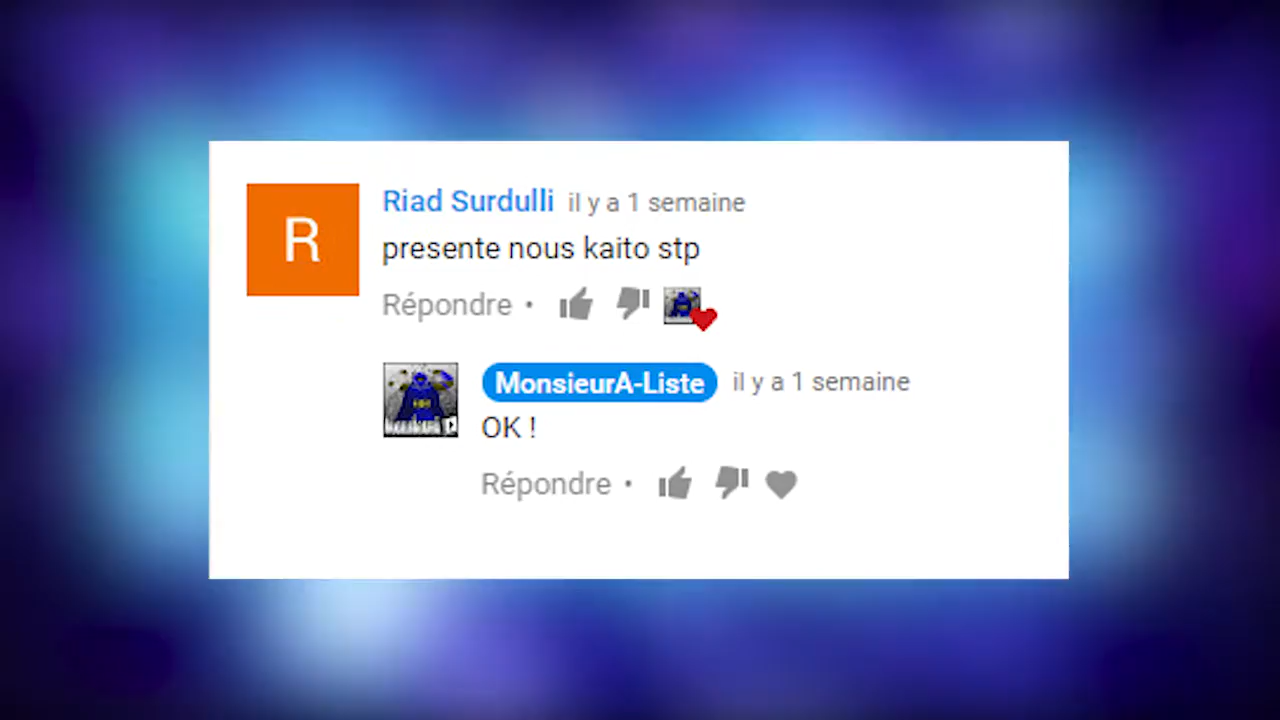 R
Riad Surdulli il y a 1 semaine
presente nous kaito stp
Répondre •
MonsieurA-Liste il y a 1 semaine
OK !
Répondre •